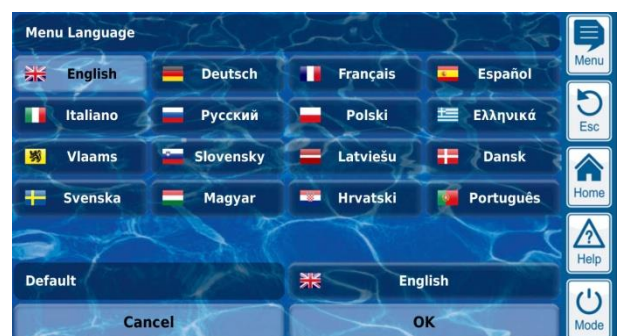 Menu Language
English Deutsch Français Español
Italiano Русский Polski Ελληνικά
Vlaams Slovensky Latviešu Dansk
Svenska Magyar Hrvatski Português
Default English
Cancel OK
Menu
Esc
Home
Help
Mode